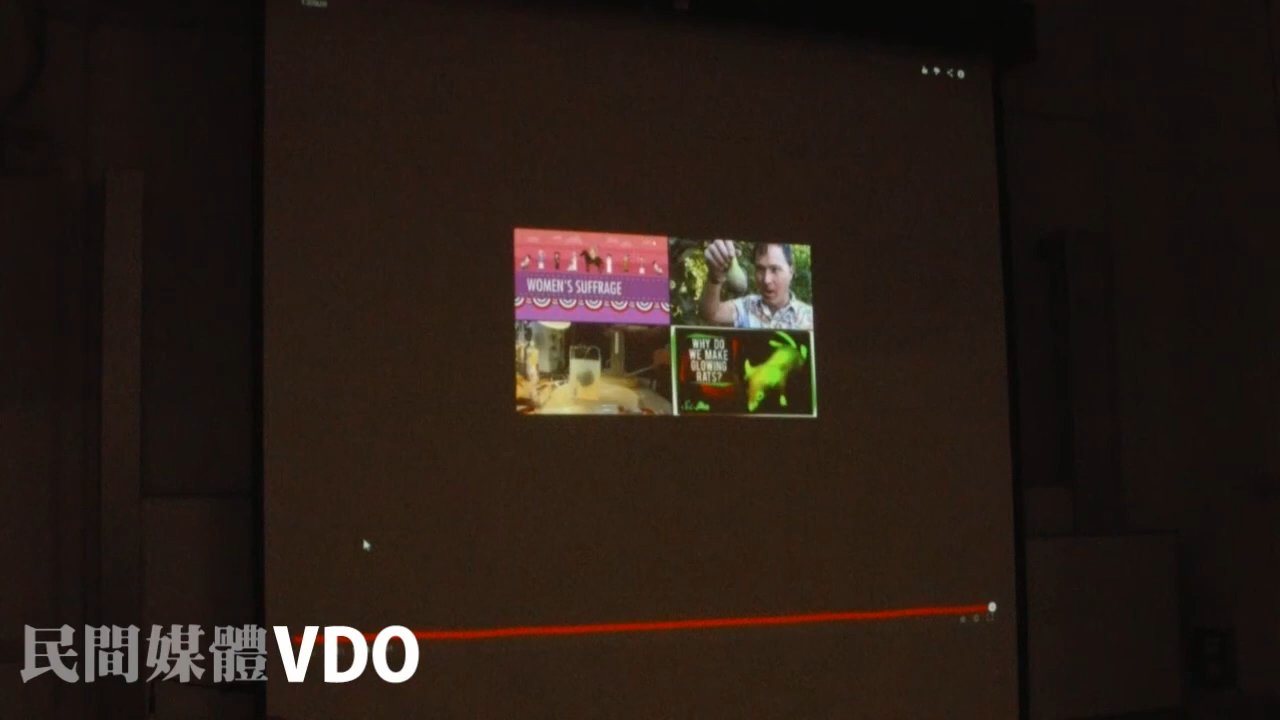 WOMEN'S SUFFRAGE
WHY DO
WE MAKE
GLOWING
RATS?
民間媒體VDO